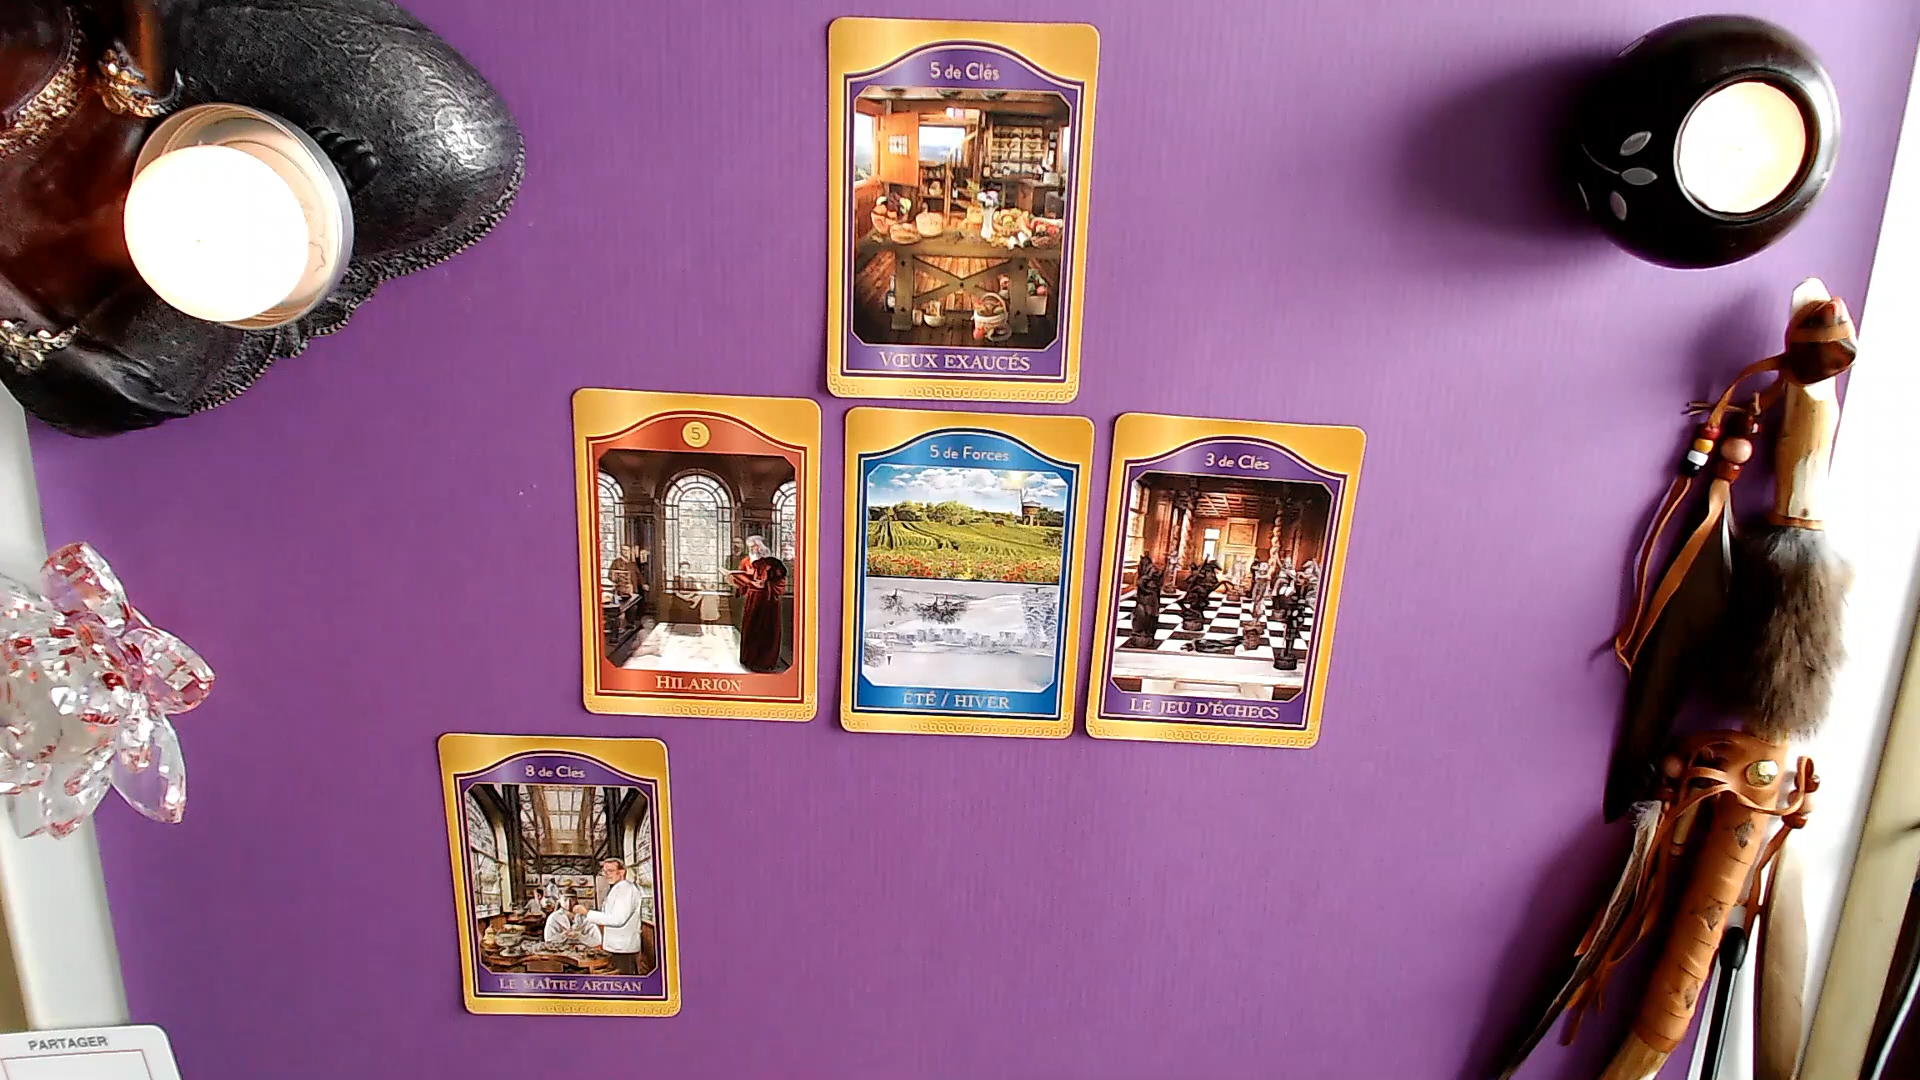 5 de Clés
VŒUX EXAUCÉS
5
HILARION
5 de Forces
ÉTÉ / HIVER
3 de Clés
LE JEU D'ÉCHECS
8 de Clés
LE MAÎTRE ARTISAN
PARTAGER